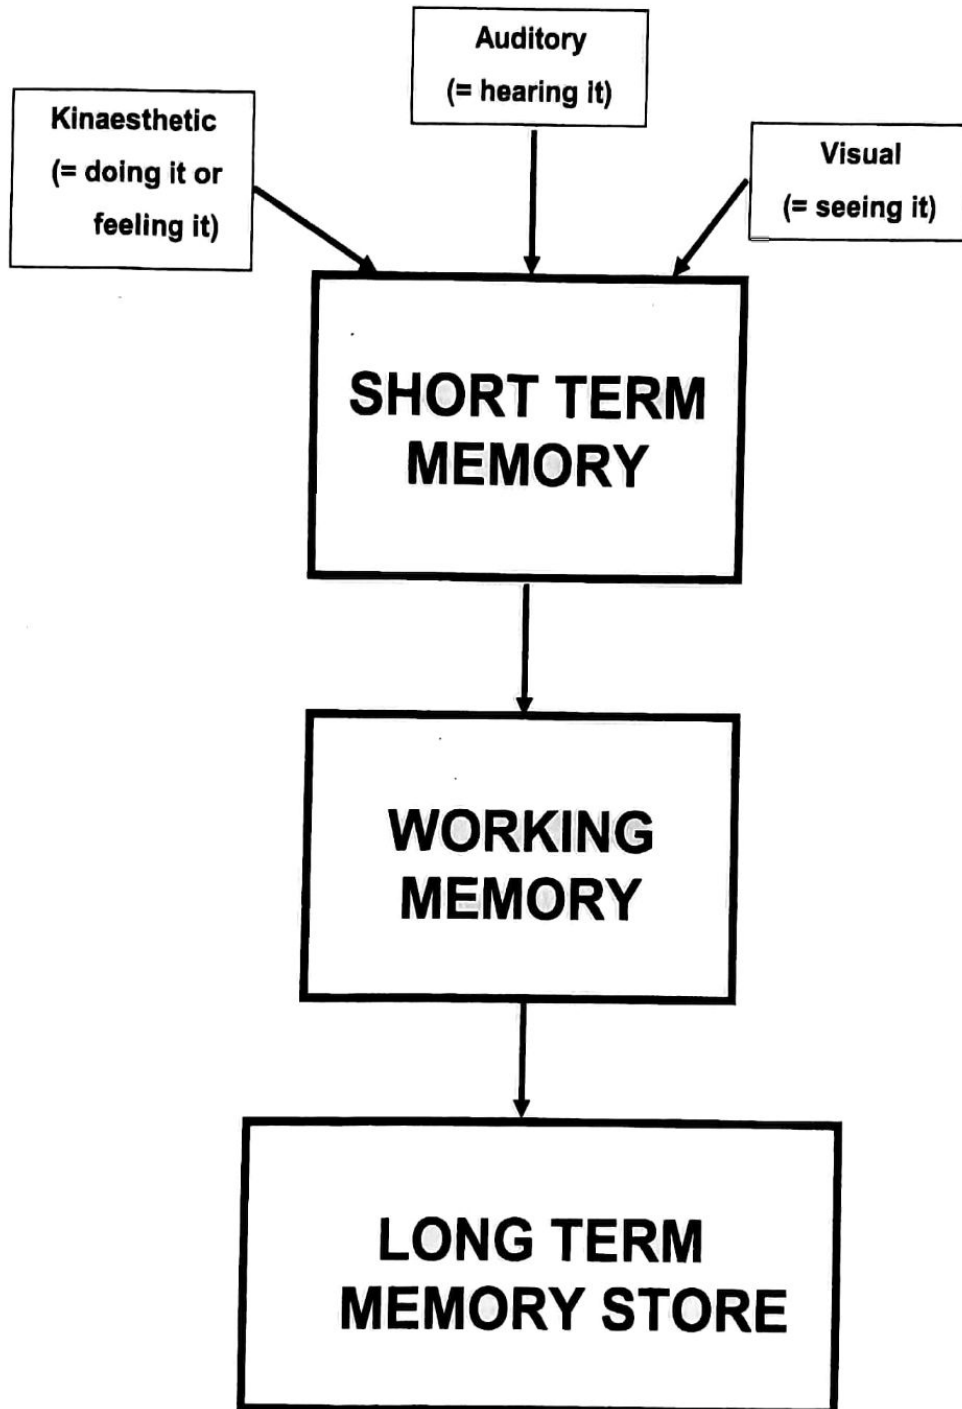 Auditory
(= hearing it)
Kinaesthetic
(= doing it or
feeling it)
Visual
(= seeing it)
SHORT TERM
MEMORY
WORKING
MEMORY
LONG TERM
MEMORY STORE